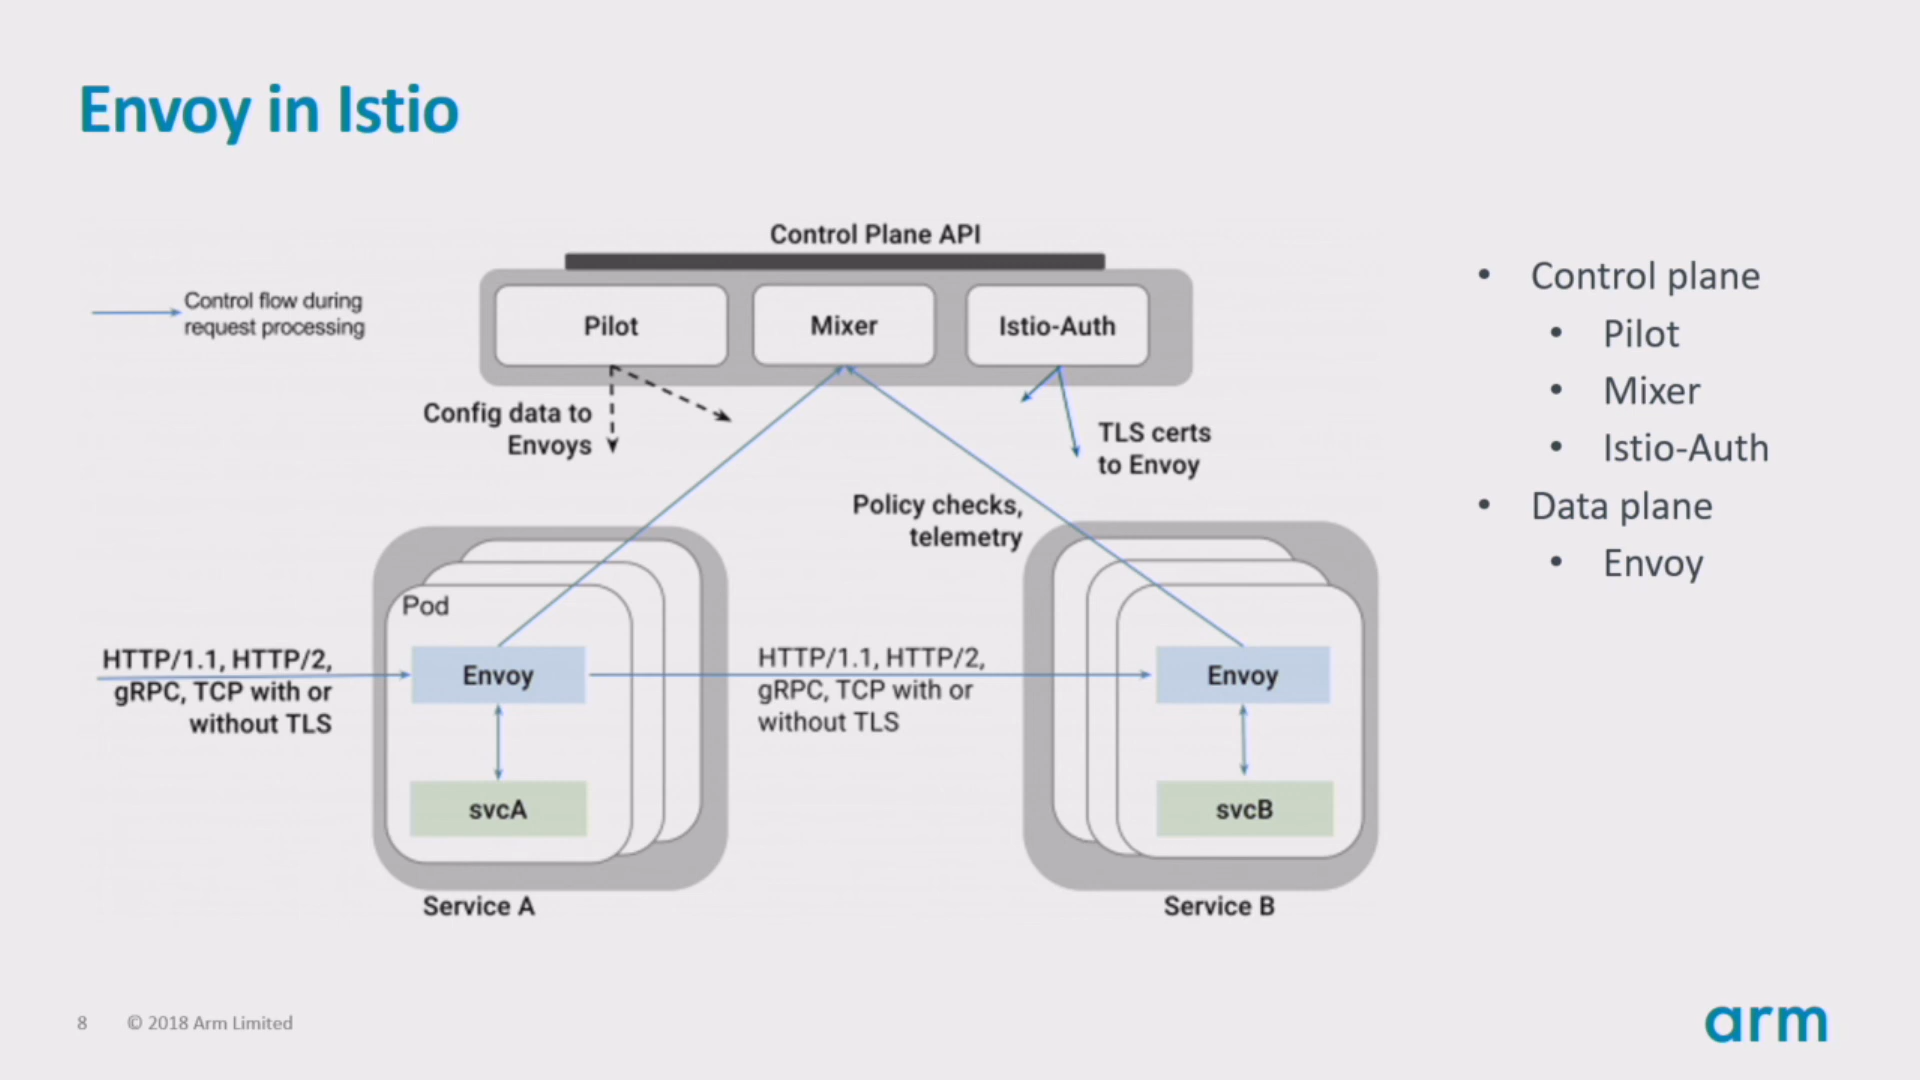 Envoy in Istio
Control Plane API
Control flow during
request processing
Pilot
Mixer
Istio-Auth
Config data to
Envoys
TLS certs
to Envoy
Policy checks,
telemetry
Pod
HTTP/1.1, HTTP/2,
gRPC, TCP with or
without TLS
Envoy
HTTP/1.1, HTTP/2,
gRPC, TCP with or
without TLS
Envoy
svcA
svcB
Service A
Service B
• Control plane
• Pilot
• Mixer
• Istio-Auth
• Data plane
• Envoy
8 © 2018 Arm Limited
arm